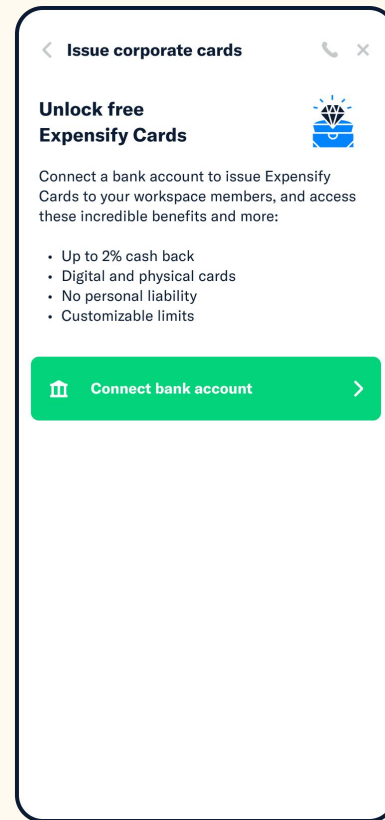 Issue corporate cards
Unlock free
Expensify Cards
Connect a bank account to issue Expensify
Cards to your workspace members, and access
these incredible benefits and more:
• Up to 2% cash back
• Digital and physical cards
• No personal liability
• Customizable limits
Connect bank account